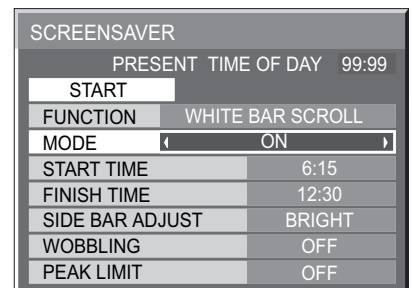 SCREENSAVER
PRESENT TIME OF DAY 99:99
START
FUNCTION WHITE BAR SCROLL
MODE ON
START TIME 6:15
FINISH TIME 12:30
SIDE BAR ADJUST BRIGHT
WOBBLING OFF
PEAK LIMIT OFF